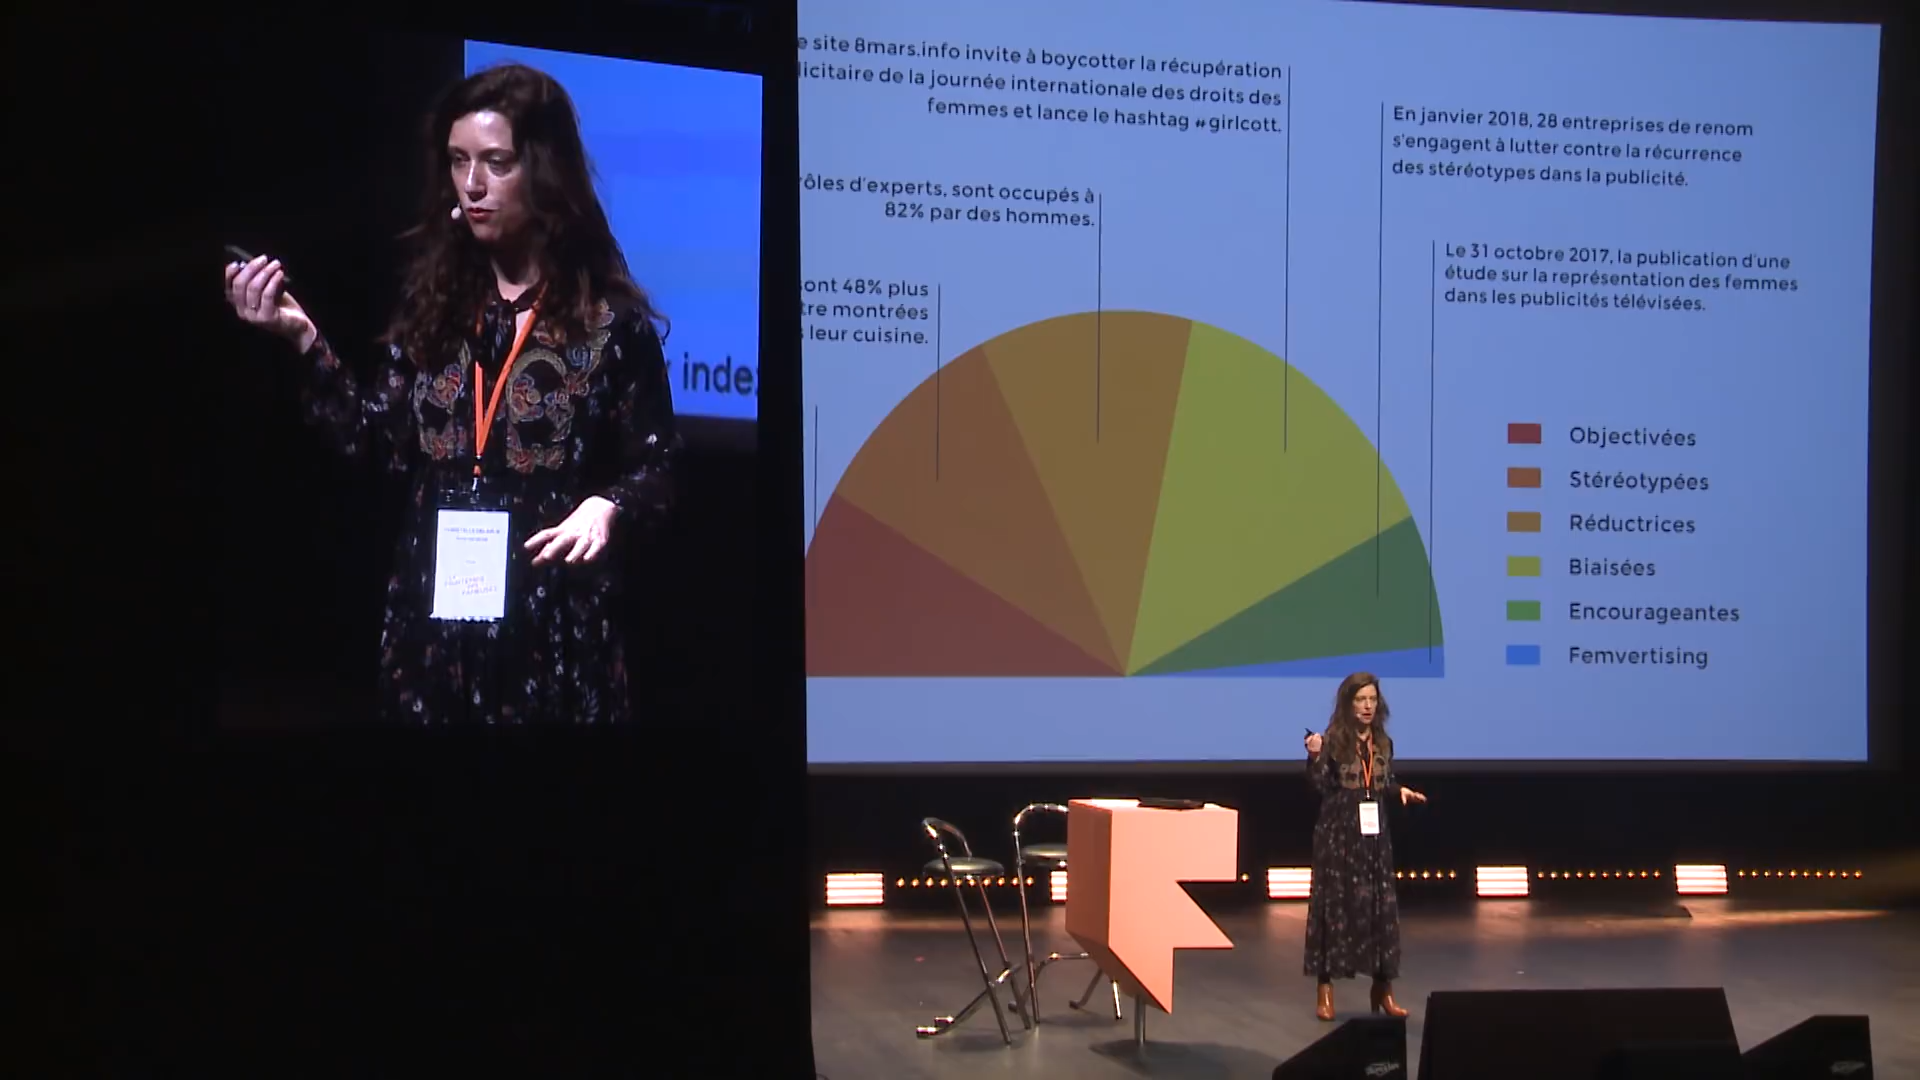 e site 8mars.info invite à boycotter la récupération
licitaire de la journée internationale des droits des
femmes et lance le hashtag #girlcott.
En janvier 2018, 28 entreprises de renom
s'engagent à lutter contre la récurrence
des stéréotypes dans la publicité.
rôles d'experts, sont occupés à
82% par des hommes.
Le 31 octobre 2017, la publication d'une
étude sur la représentation des femmes
dans les publicités télévisées.
ont 48% plus
tre montrées
leur cuisine.
inde
Objectivées
Stéréotypées
Réductrices
Biaisées
Encourageantes
Femvertising